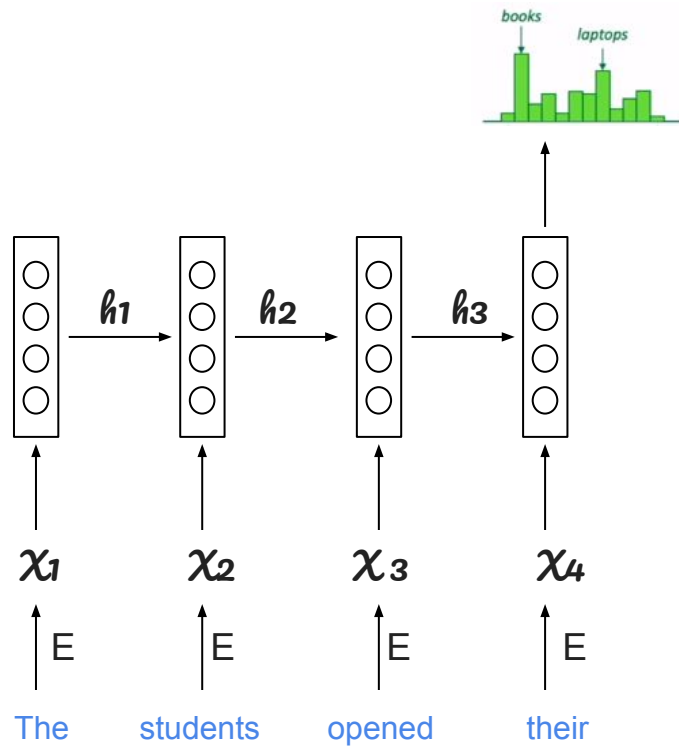 books
laptops
h1 h2 h3
x1 x2 x3 x4
E E E E
The students opened their